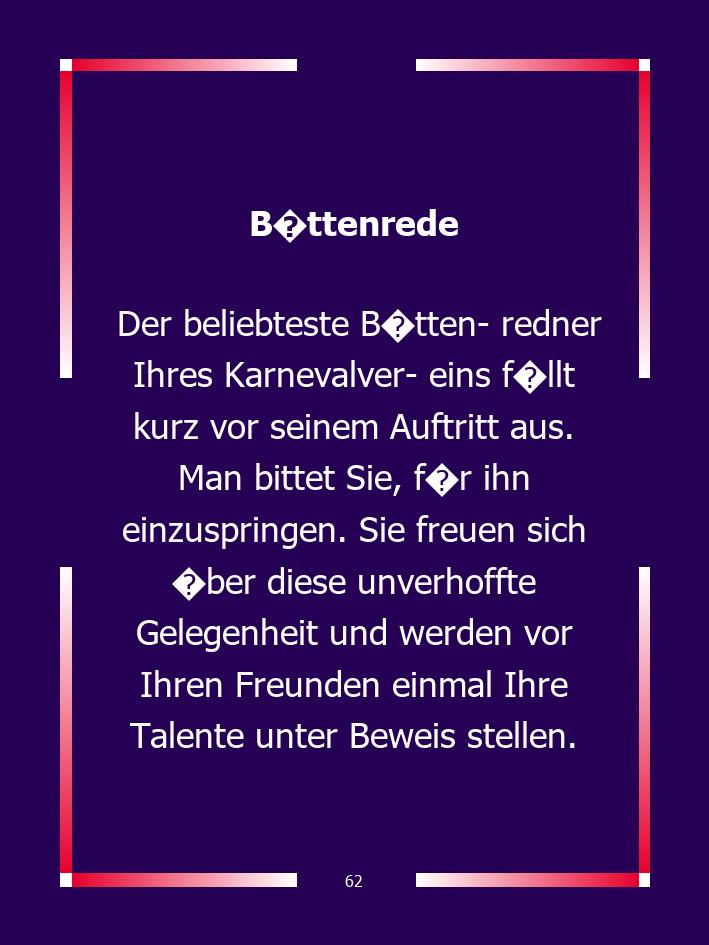 B�ttenrede
Der beliebteste B�tten- redner
Ihres Karnevalver- eins f�llt
kurz vor seinem Auftritt aus.
Man bittet Sie, f�r ihn
einzuspringen. Sie freuen sich
�ber diese unverhoffte
Gelegenheit und werden vor
Ihren Freunden einmal Ihre
Talente unter Beweis stellen.
62